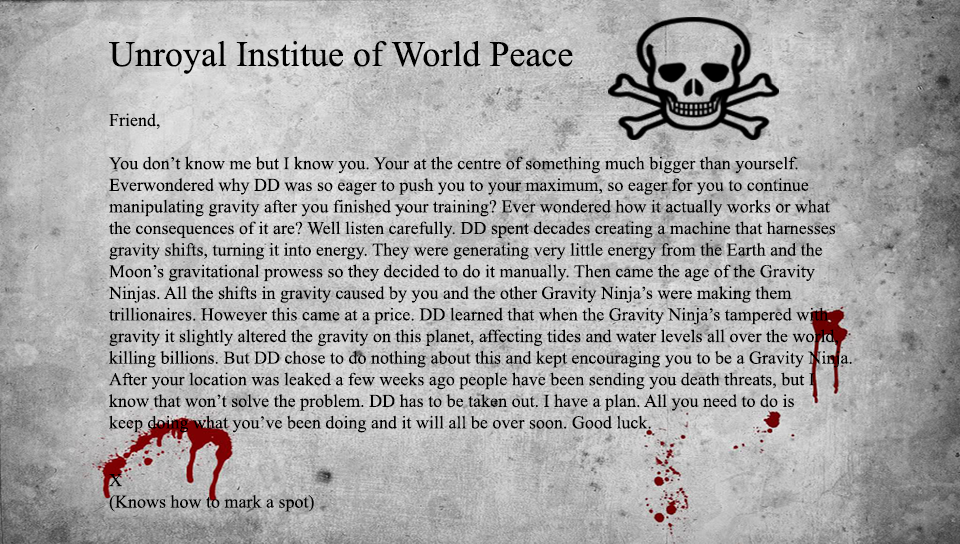 Unroyal Institue of World Peace
Friend,
You don’t know me but I know you. Your at the centre of something much bigger than yourself.
Everwondered why DD was so eager to push you to your maximum, so eager for you to continue
manipulating gravity after you finished your training? Ever wondered how it actually works or what
the consequences of it are? Well listen carefully. DD spent decades creating a machine that harnesses
gravity shifts, turning it into energy. They were generating very little energy from the Earth and the
Moon’s gravitational prowess so they decided to do it manually. Then came the age of the Gravity
Ninjas. All the shifts in gravity caused by you and the other Gravity Ninja’s were making them
trillionaires. However this came at a price. DD learned that when the Gravity Ninja’s tampered with
gravity it slightly altered the gravity on this planet, affecting tides and water levels all over the world,
killing billions. But DD chose to do nothing about this and kept encouraging you to be a Gravity Ninja.
After your location was leaked a few weeks ago people have been sending you death threats, but I
know that won’t solve the problem. DD has to be taken out. I have a plan. All you need to do is
keep doing what you’ve been doing and it will all be over soon. Good luck.
X
(Knows how to mark a spot)